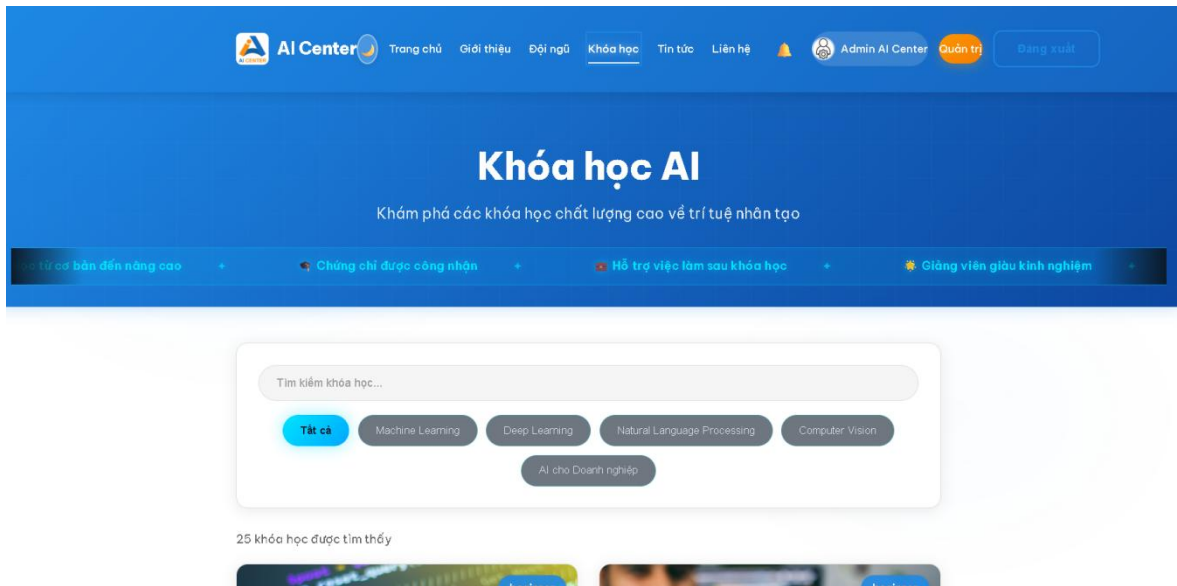 AI Center Trang chủ Giới thiệu Đội ngũ Khóa học Tin tức Liên hệ Admin AI Center Quản trị Đăng xuất
AI CENTER
Khóa học AI
Khám phá các khóa học chất lượng cao về trí tuệ nhân tạo
từ cơ bản đến nâng cao Chứng chỉ được công nhận Hỗ trợ việc làm sau khóa học Giảng viên giàu kinh nghiệm
Tìm kiếm khóa học...
Tất cả Machine Learning Deep Learning Natural Language Processing Computer Vision
AI cho Doanh nghiệp
25 khóa học được tìm thấy